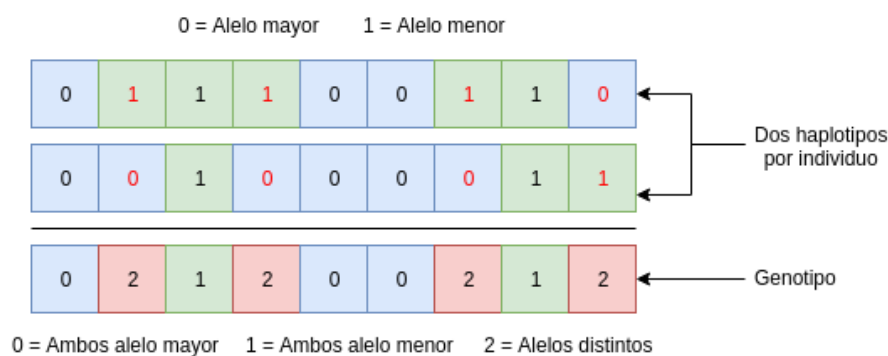 0 = Alelo mayor 1 = Alelo menor
0 1 1 1 0 0 1 1 0
Dos haplotipos
por individuo
0 0 1 0 0 0 0 1 1
0 2 1 2 0 0 2 1 2
Genotipo
0 = Ambos alelo mayor 1 = Ambos alelo menor 2 = Alelos distintos